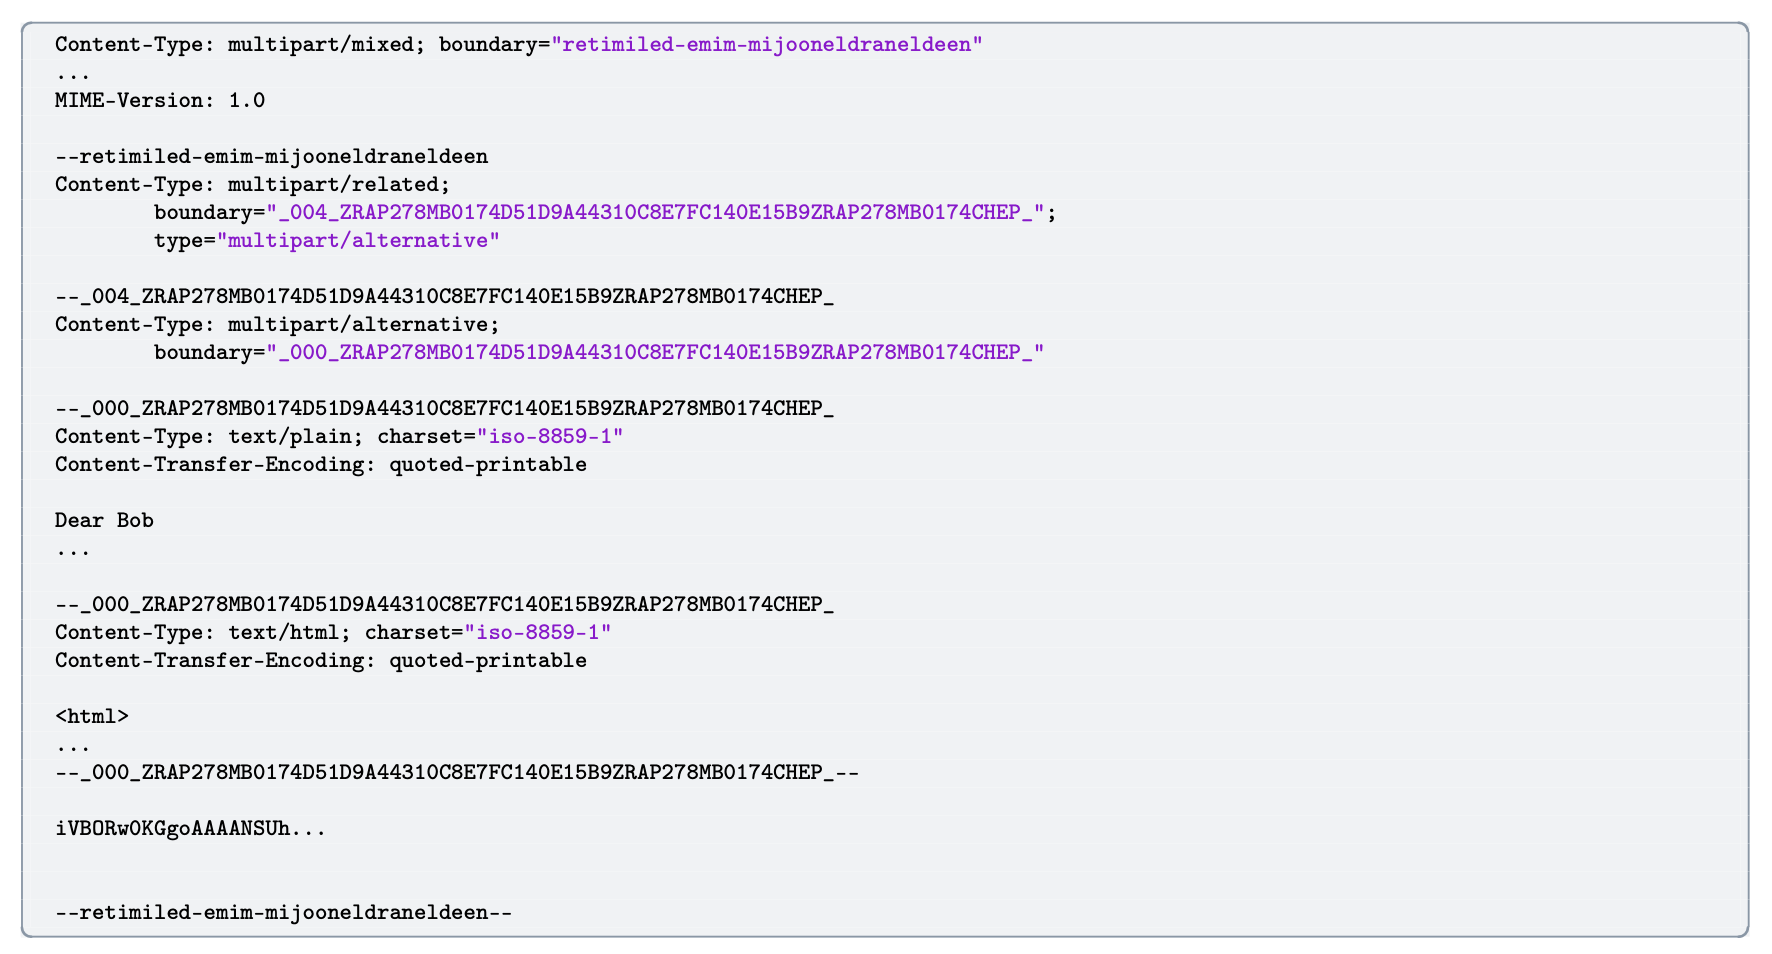 Content-Type: multipart/mixed; boundary="retimiled-emim-mijooneldraneldeen"
...
MIME-Version: 1.0

--retimiled-emim-mijooneldraneldeen
Content-Type: multipart/related;
        boundary="_004_ZRAP278MB0174D51D9A44310C8E7FC140E15B9ZRAP278MB0174CHEP_";
        type="multipart/alternative"

--_004_ZRAP278MB0174D51D9A44310C8E7FC140E15B9ZRAP278MB0174CHEP_
Content-Type: multipart/alternative;
        boundary="_000_ZRAP278MB0174D51D9A44310C8E7FC140E15B9ZRAP278MB0174CHEP_"

--_000_ZRAP278MB0174D51D9A44310C8E7FC140E15B9ZRAP278MB0174CHEP_
Content-Type: text/plain; charset="iso-8859-1"
Content-Transfer-Encoding: quoted-printable

Dear Bob
...

--_000_ZRAP278MB0174D51D9A44310C8E7FC140E15B9ZRAP278MB0174CHEP_
Content-Type: text/html; charset="iso-8859-1"
Content-Transfer-Encoding: quoted-printable

<html>
...
--_000_ZRAP278MB0174D51D9A44310C8E7FC140E15B9ZRAP278MB0174CHEP_--

iVBORw0KGgoAAAANSUh...

--retimiled-emim-mijooneldraneldeen--